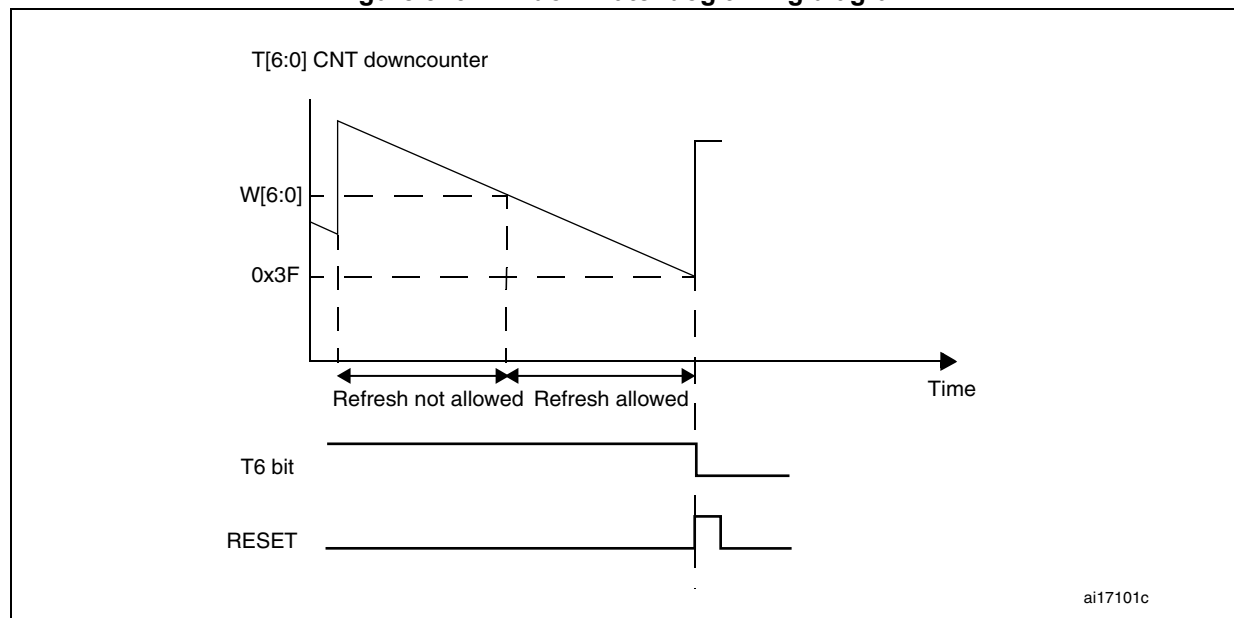 T[6:0] CNT downcounter
W[6:0]
0x3F
Time
Refresh not allowed Refresh allowed
T6 bit
RESET
ai17101c